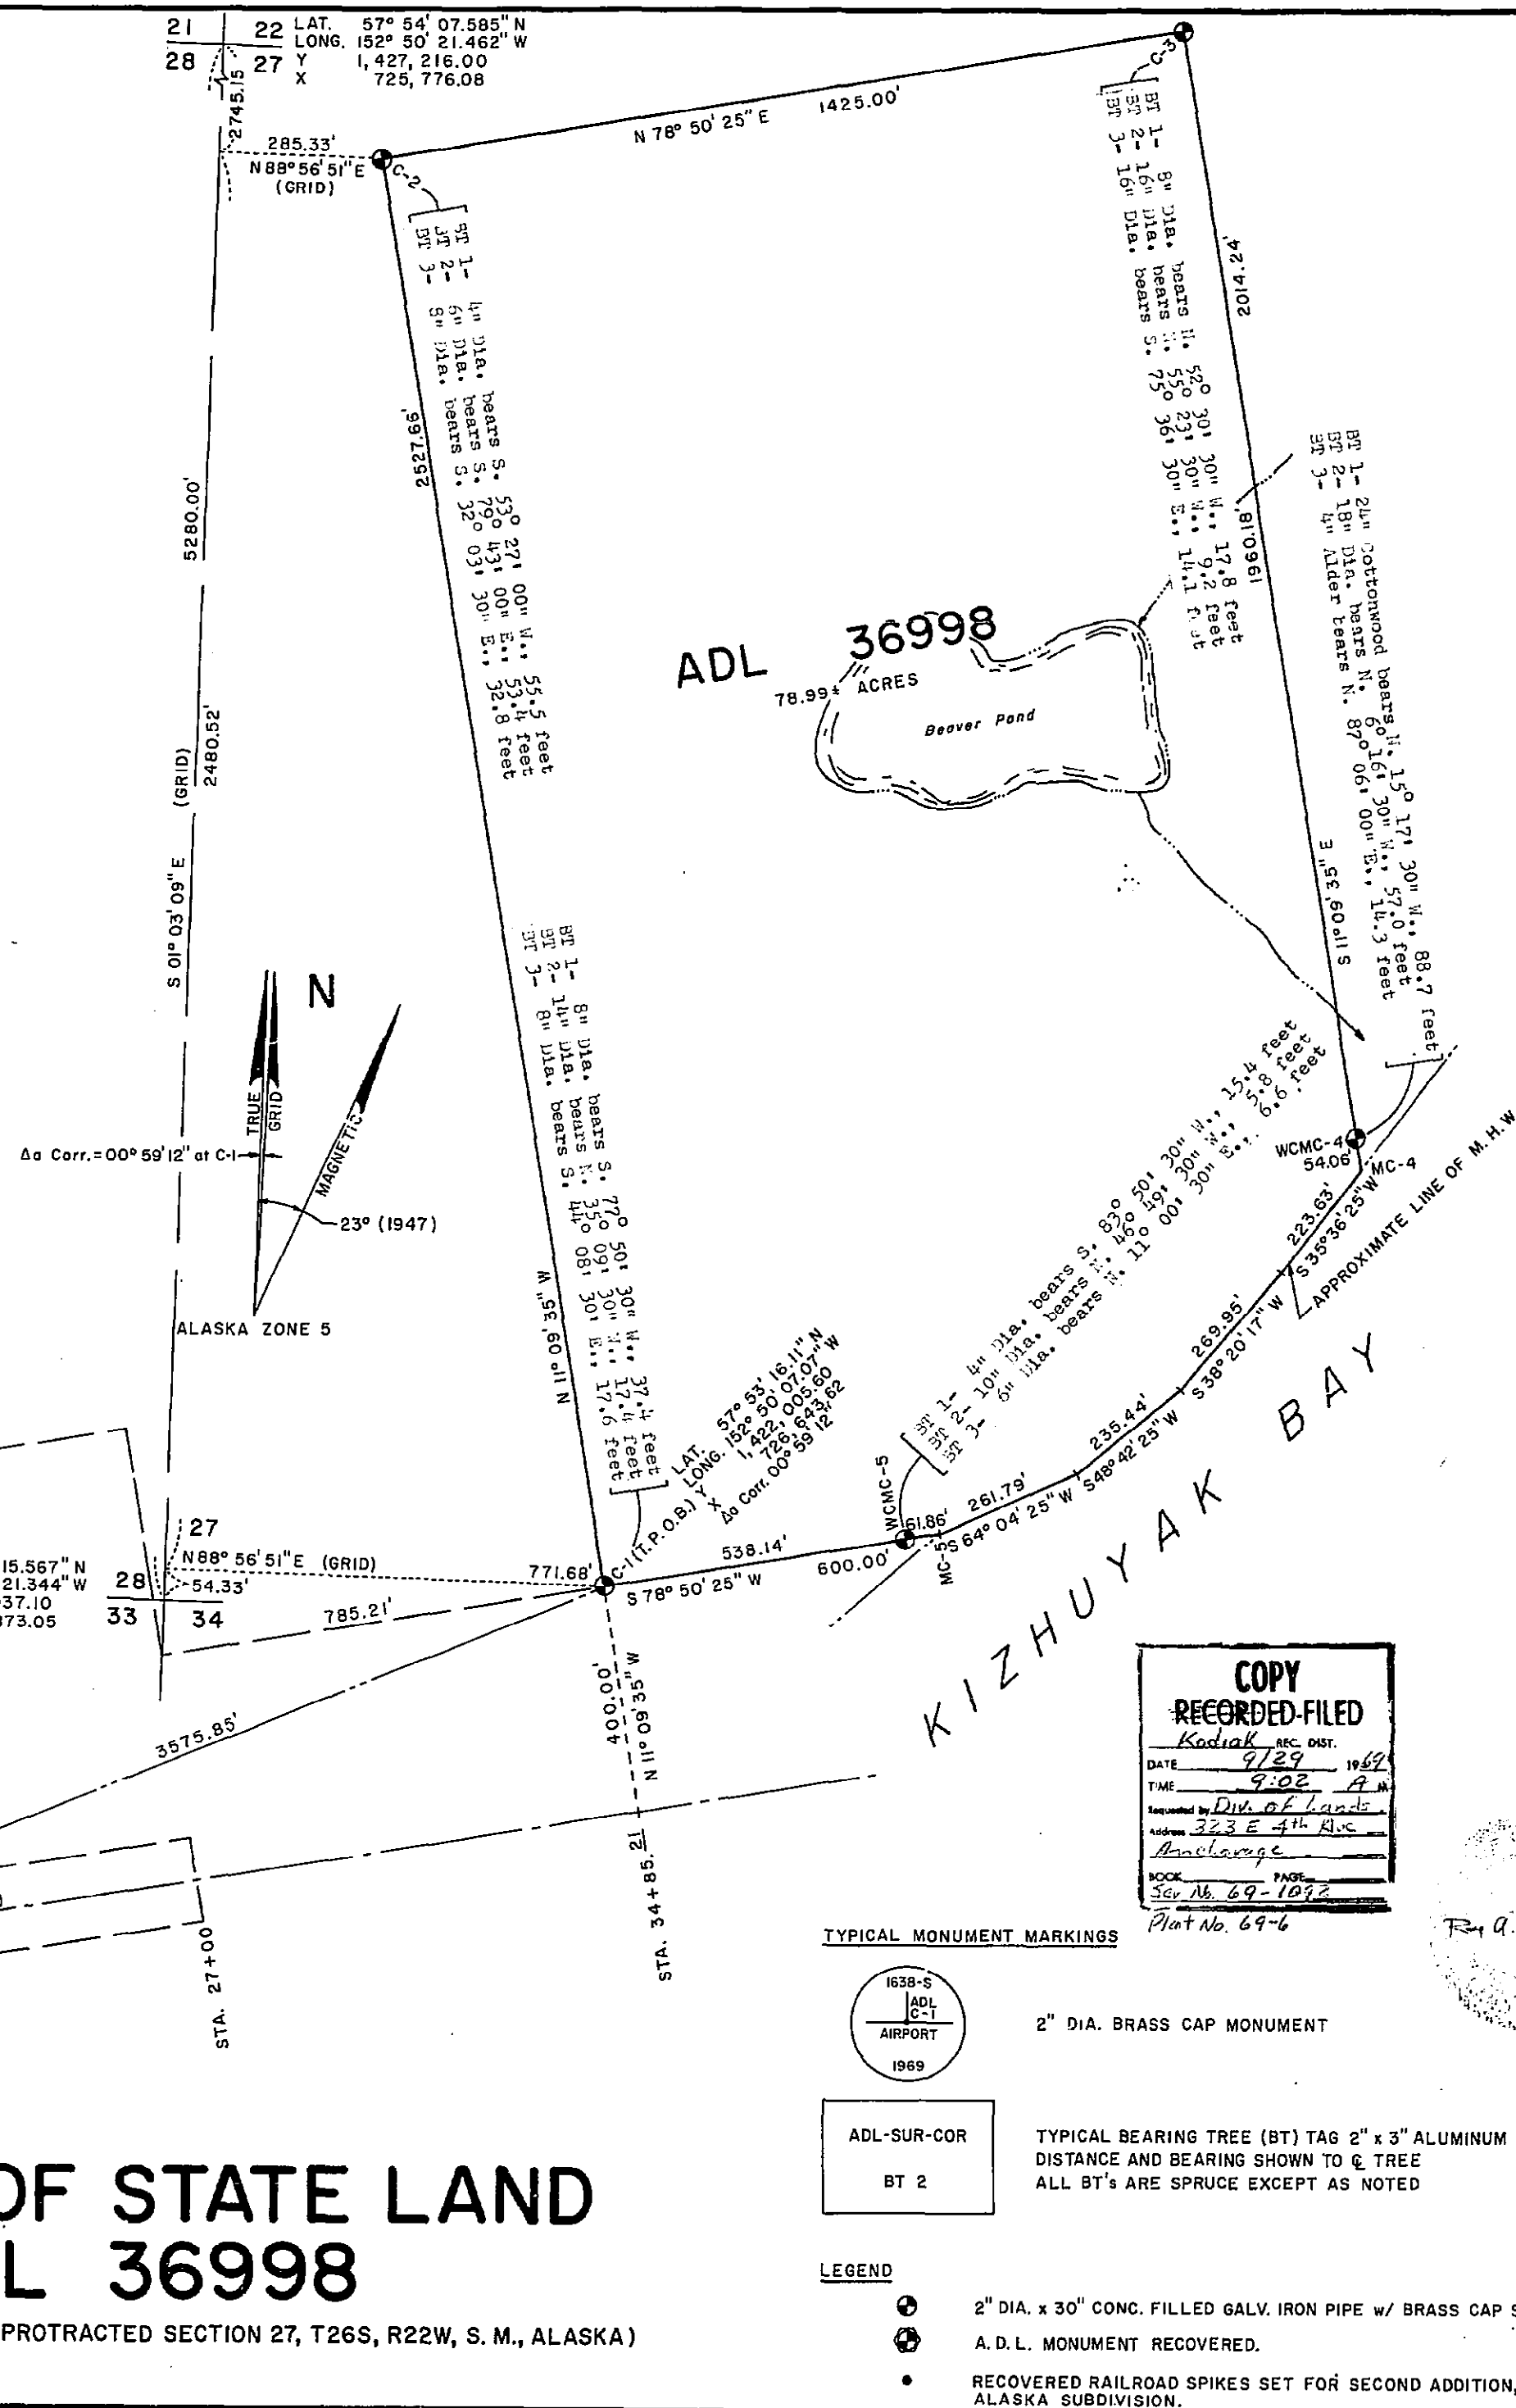 21 22 LAT. 57° 54' 07.585" N
LONG. 152° 50' 21.462" W
28 27 Y 1,427,216.00
X 725,776.08
2745.15
285.33'
N 88° 56' 51" E
(GRID)
C-2
N 78° 50' 25" E 1425.00'
C-3
BT 1- 4" Dia. bears S. 53° 27' 00" W., 55.5 feet
BT 2- 6" Dia. bears S. 79° 43' 00" E., 53.4 feet
BT 3- 8" Dia. bears S. 32° 03' 30" E., 32.8 feet
BT 1- 8" Dia. bears N. 52° 30' 30" W., 17.8 feet
BT 2- 16" Dia. bears N. 55° 23' 30" W., 9.2 feet
BT 3- 16" Dia. bears S. 75° 36' 30" E., 14.1 feet
2014.24'
1960.18'
S 11° 09' 35" E
BT 1- 24" Cottonwood bears N. 15° 17' 30" W., 88.7 feet
BT 2- 18" Dia. bears N. 6° 16' 30" W., 57.0 feet
BT 3- 4" Alder bears N. 87° 06' 00" E., 14.3 feet
2527.66'
N 11° 09' 35" W
5280.00'
2480.52'
S 01° 03' 09" E (GRID)
ADL 36998
78.99± ACRES
Beaver Pond
N
TRUE
GRID
MAGNETIC
Δα Corr.=00° 59' 12" at C-1
23° (1947)
ALASKA ZONE 5
BT 1- 8" Dia. bears S. 77° 50' 30" W., 37.4 feet
BT 2- 14" Dia. bears N. 35° 09' 30" W., 17.4 feet
BT 3- 8" Dia. bears S. 44° 08' 30" E., 17.6 feet
LAT. 57° 53' 16.11" N
LONG. 152° 50' 07.07" W
Y 1,422,005.60
X 726,643.62
Δα Corr. 00° 59' 12"
C-1 (T.P.O.B.)
BT 1- 4" Dia. bears S. 83° 50' 30" W., 15.4 feet
BT 2- 10" Dia. bears N. 46° 49' 30" W., 5.8 feet
BT 3- 6" Dia. bears N. 11° 00' 30" E., 6.6 feet
WCMC-4
54.06'
MC-4
223.63'
S 35° 36' 25" W
APPROXIMATE LINE OF M.H.W
269.95'
S 38° 20' 17" W
235.44'
S 48° 42' 25" W
261.79'
S 64° 04' 25" W
WCMC-5
61.86'
MC-5
538.14'
600.00'
S 78° 50' 25" W
KIZHUYAK BAY
27
15.567" N
21.344" W
37.10
873.05
28
33 34
N 88° 56' 51" E (GRID)
771.68'
54.33'
785.21'
3575.85'
400.00'
N 11° 09' 35" W
STA. 34+85.21
STA. 27+00
COPY
RECORDED-FILED
Kodiak REC. DIST.
DATE 9/29 1969
TIME 9:02 A M
Requested by Div. of Lands
Address 323 E 4th Ave
Anchorage
BOOK PAGE
Ser No. 69-1092
Plat No. 69-6
Roy A.
TYPICAL MONUMENT MARKINGS
1638-S
ADL
C-1
AIRPORT
1969
2" DIA. BRASS CAP MONUMENT
ADL-SUR-COR
BT 2
TYPICAL BEARING TREE (BT) TAG 2" x 3" ALUMINUM
DISTANCE AND BEARING SHOWN TO ℄ TREE
ALL BT's ARE SPRUCE EXCEPT AS NOTED
OF STATE LAND
L 36998
PROTRACTED SECTION 27, T26S, R22W, S.M., ALASKA)
LEGEND
2" DIA. x 30" CONC. FILLED GALV. IRON PIPE w/ BRASS CAP S
A.D.L. MONUMENT RECOVERED.
RECOVERED RAILROAD SPIKES SET FOR SECOND ADDITION,
ALASKA SUBDIVISION.